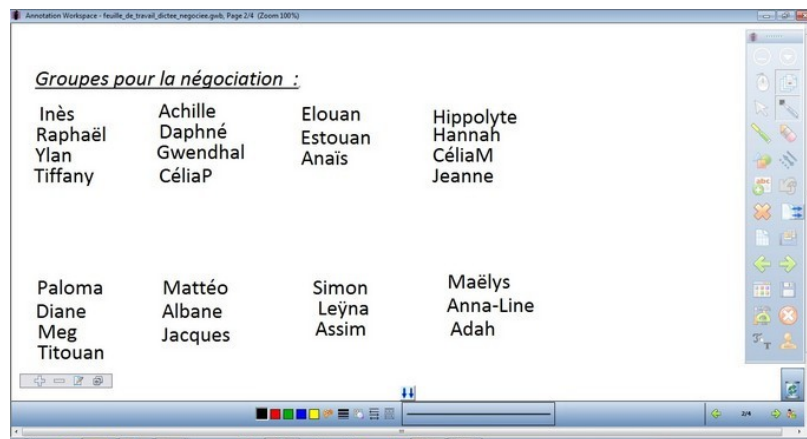 Annotation Workspace - feuille_de_travail_dictee_negociee.gwb, Page 2/4 (Zoom 100%)
Groupes pour la négociation :
Inès
Raphaël
Ylan
Tiffany
Achille
Daphné
Gwendhal
CéliaP
Elouan
Estouan
Anaïs
Hippolyte
Hannah
CéliaM
Jeanne
Paloma
Diane
Meg
Titouan
Mattéo
Albane
Jacques
Simon
Leÿna
Assim
Maëlys
Anna-Line
Adah
abc
2/4